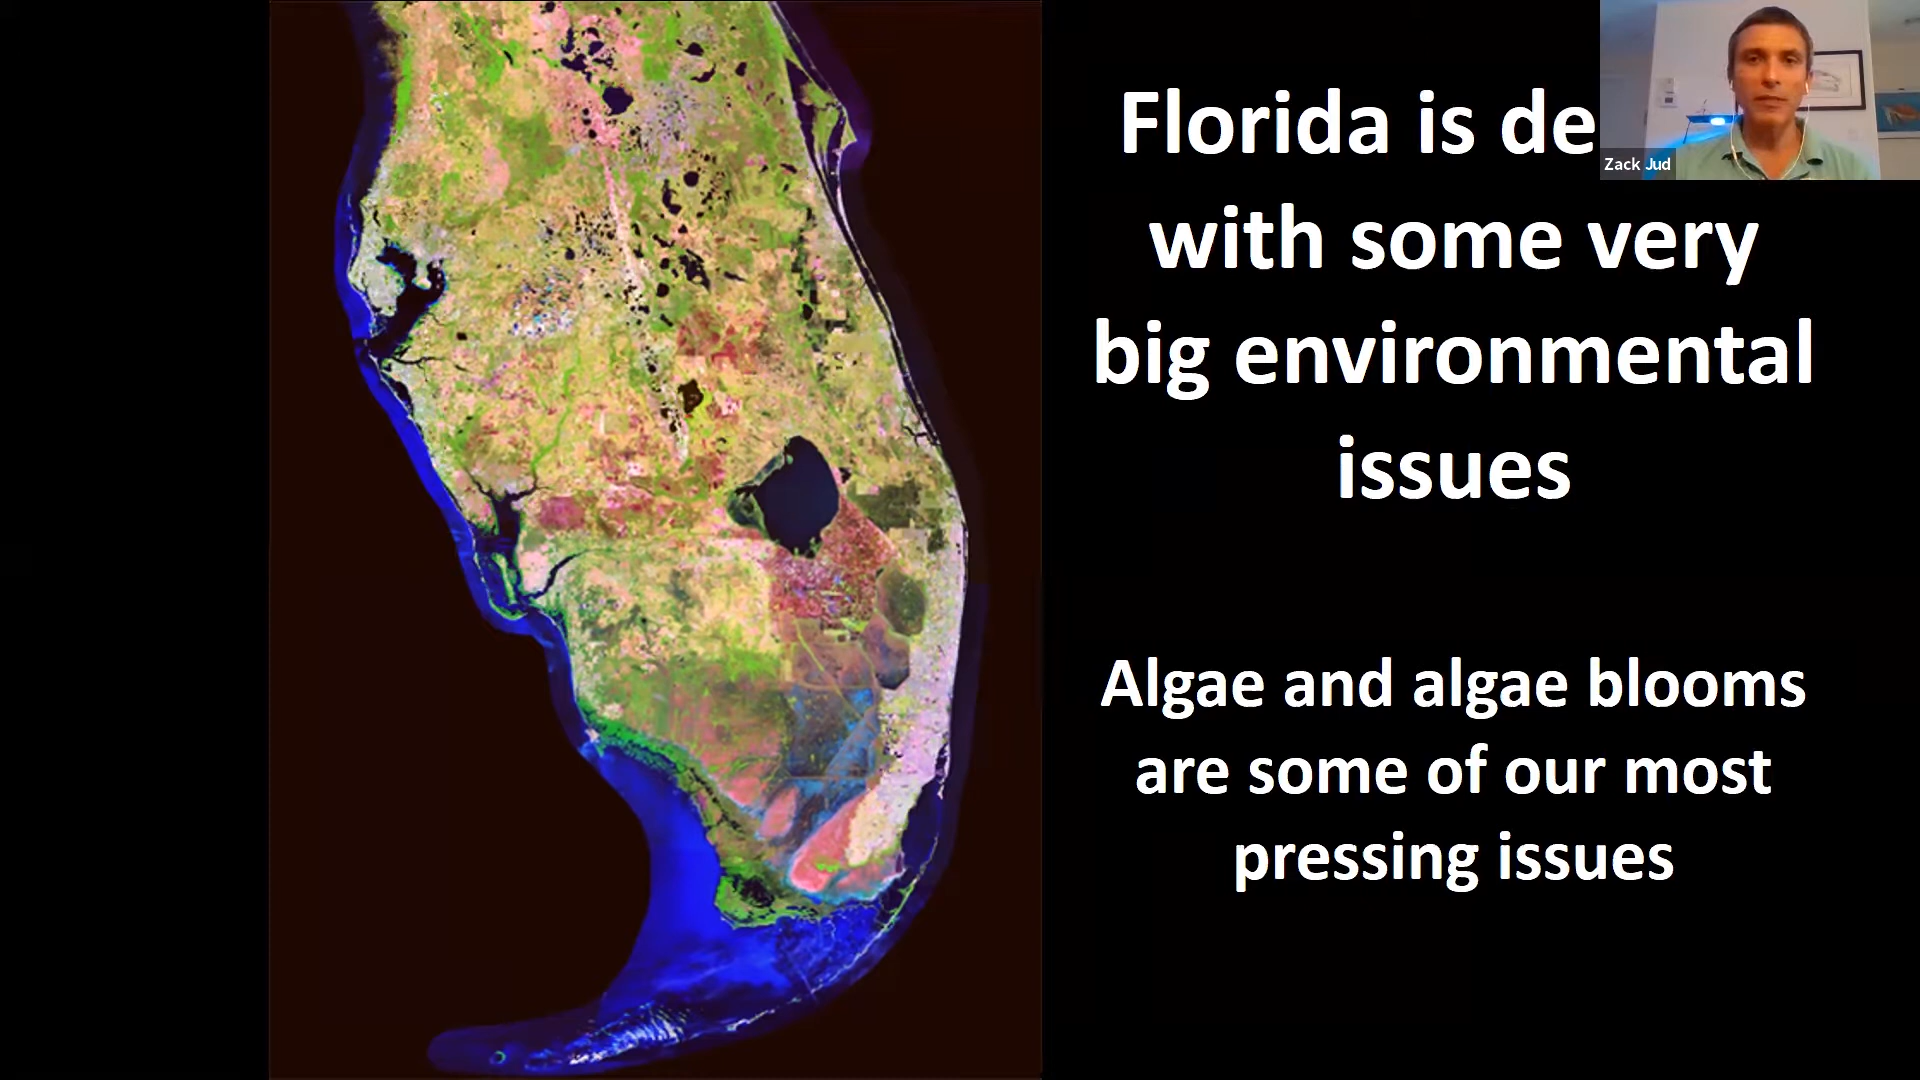 Florida is de
with some very
big environmental
issues
Zack Jud
Algae and algae blooms
are some of our most
pressing issues